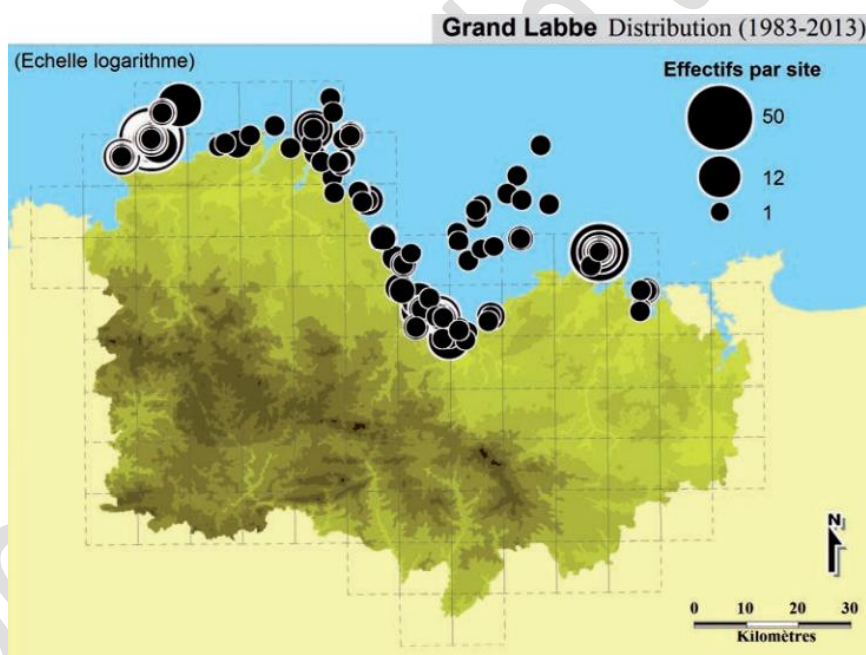 Grand Labbe Distribution (1983-2013)
(Echelle logarithme)
Effectifs par site
50
12
1
N
0 10 20 30
Kilomètres